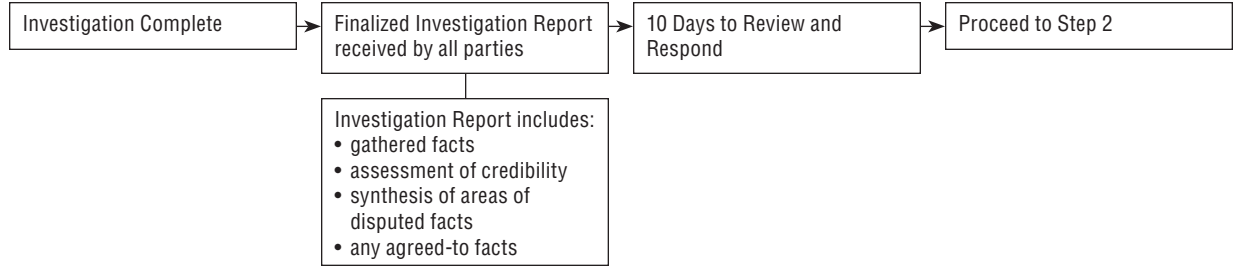 Investigation Complete
Finalized Investigation Report
received by all parties
10 Days to Review and
Respond
Proceed to Step 2
Investigation Report includes:
• gathered facts
• assessment of credibility
• synthesis of areas of
disputed facts
• any agreed-to facts